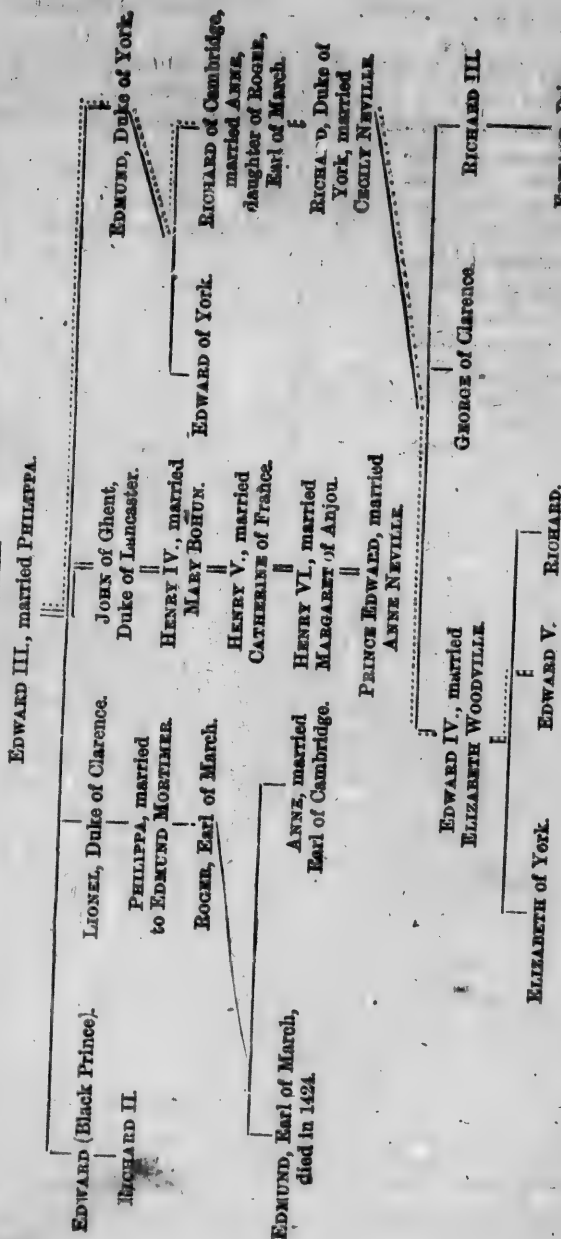 EDWARD III., married PHILIPPA.
EDWARD (Black Prince).
RICHARD II.
LIONEL, Duke of Clarence.
PHILIPPA, married
to EDMUND MORTIMER.
ROGER, Earl of March.
EDMUND, Earl of March,
died in 1424.
ANNE, married
Earl of Cambridge.
JOHN of Ghent,
Duke of Lancaster.
HENRY IV., married
MARY BOHUN.
HENRY V., married
CATHERINE of France.
HENRY VI., married
MARGARET of Anjou.
PRINCE EDWARD, married
ANNE NEVILLE.
EDMUND, Duke of York.
EDWARD of York.
RICHARD of Cambridge,
married ANNE,
daughter of ROGER,
Earl of March.
RICHARD, Duke of
York, married
CECILY NEVILLE.
EDWARD IV., married
ELIZABETH WOODVILLE.
GEORGE of Clarence.
RICHARD III.
ELIZABETH of York.
EDWARD V.
RICHARD.